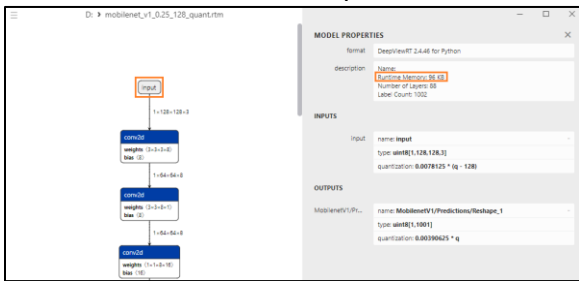 D: > mobilenet_v1_0.25_128_quant.rtm
input
1×128×128×3
conv2d
weights ⟨3×3×3×8⟩
bias ⟨8⟩
1×64×64×8
conv2d
weights ⟨3×3×8×1⟩
bias ⟨8⟩
1×64×64×8
conv2d
weights ⟨1×1×8×16⟩
bias ⟨16⟩
MODEL PROPERTIES
format DeepViewRT 2.4.46 for Python
description Name:
Runtime Memory: 96 KB
Number of Layers: 88
Label Count: 1002
INPUTS
input name: input
type: uint8[1,128,128,3]
quantization: 0.0078125 * (q - 128)
OUTPUTS
MobilenetV1/Pr... name: MobilenetV1/Predictions/Reshape_1
type: uint8[1,1001]
quantization: 0.00390625 * q